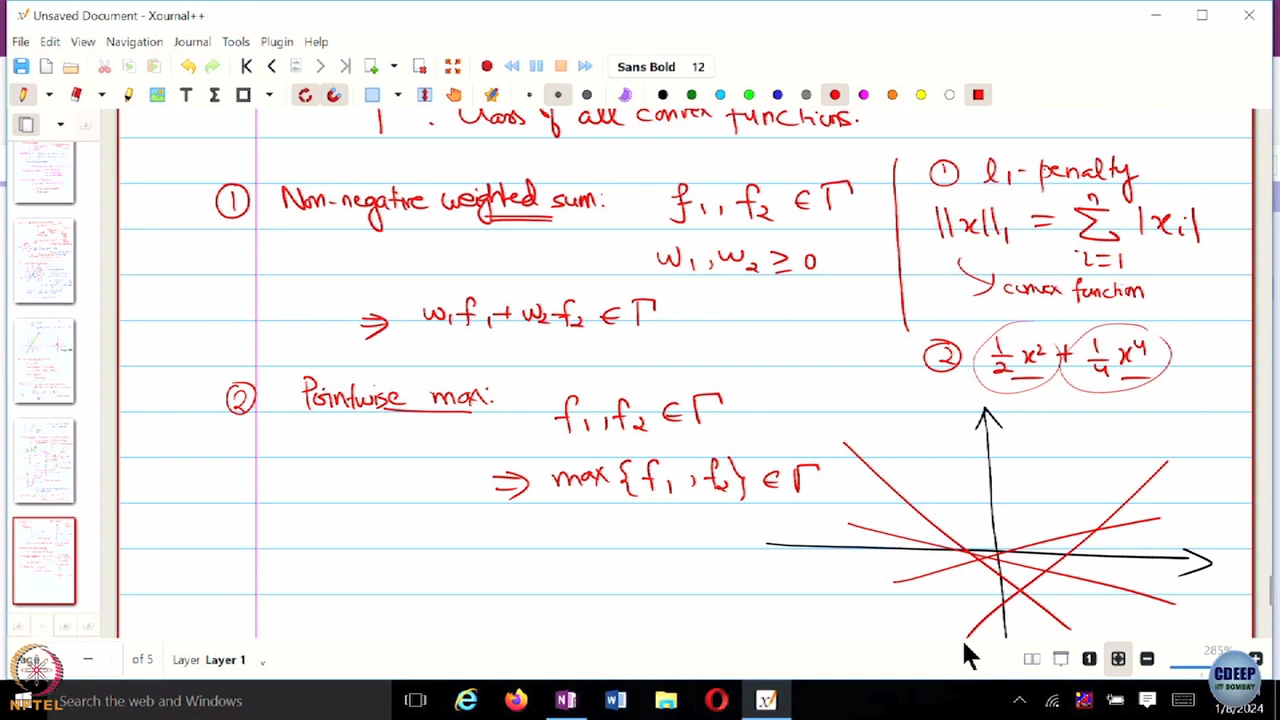 Unsaved Document - Xournal++
File Edit View Navigation Journal Tools Plugin Help
Sans Bold 12
Γ : Class of all convex functions.
① Non-negative weighted sum: f₁, f₂ ∈ Γ
w₁, w₂ ≥ 0
⇒ w₁f₁ + w₂f₂ ∈ Γ
② Pointwise max: f₁, f₂ ∈ Γ
⇒ max{f₁, f₂} ∈ Γ
① l₁-penalty
||x||₁ = Σ_{i=1}^{n} |xᵢ|
→ convex function
② ½ x² + ¼ x⁴
of 5 Layer Layer 1
285%
NPTEL
Search the web and Windows
CDEEP
IIT BOMBAY
1/8/2024